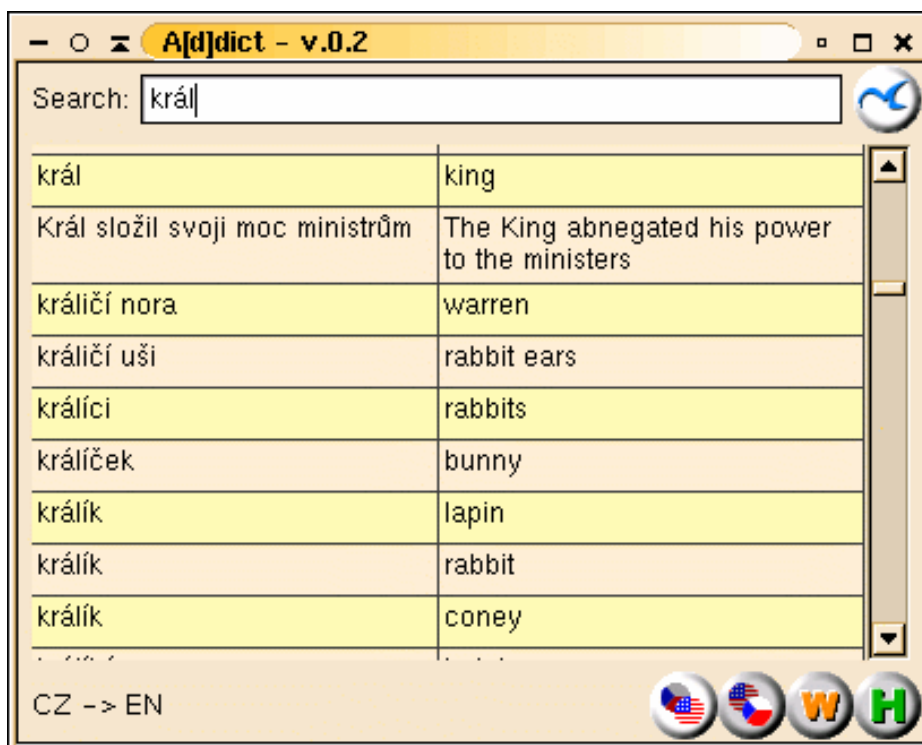 A[d]dict - v.0.2
Search: král
král king
Král složil svoji moc ministrům The King abnegated his power
to the ministers
králičí nora warren
králičí uši rabbit ears
králíci rabbits
králíček bunny
králík lapin
králík rabbit
králík coney
CZ -> EN
W H